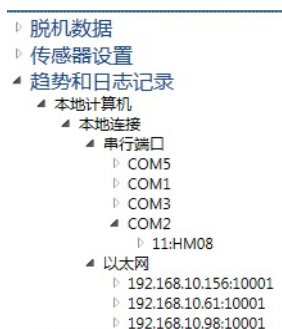 脱机数据
传感器设置
趋势和日志记录
本地计算机
本地连接
串行端口
COM5
COM1
COM3
COM2
11:HM08
以太网
192.168.10.156:10001
192.168.10.61:10001
192.168.10.98:10001